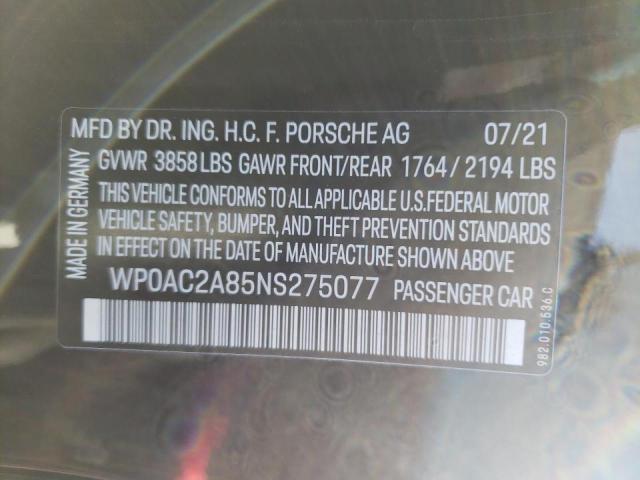 MFD BY DR. ING. H.C. F. PORSCHE AG 07/21
GVWR 3858 LBS GAWR FRONT/REAR 1764 / 2194 LBS
THIS VEHICLE CONFORMS TO ALL APPLICABLE U.S.FEDERAL MOTOR
VEHICLE SAFETY, BUMPER, AND THEFT PREVENTION STANDARDS
IN EFFECT ON THE DATE OF MANUFACTURE SHOWN ABOVE
WP0AC2A85NS275077 PASSENGER CAR
MADE IN GERMANY
982.010.536.C